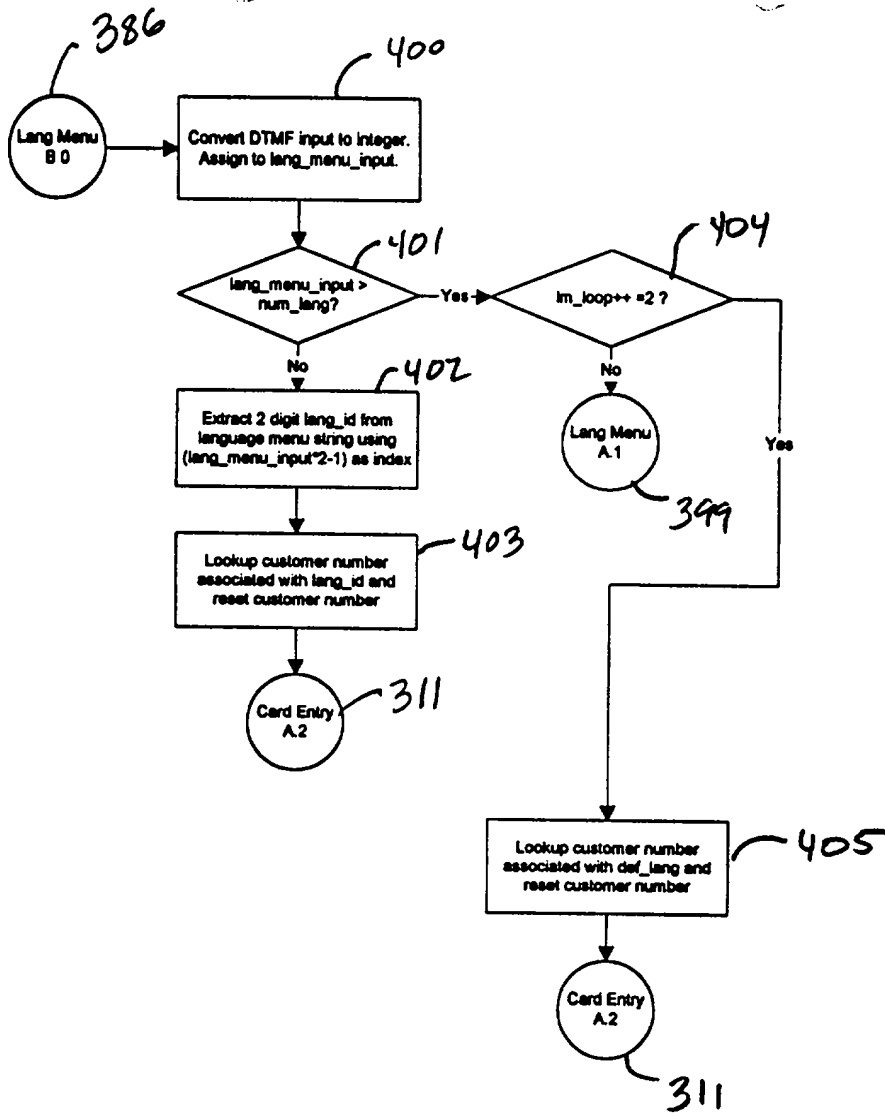 386
400
Lang Menu
B 0
Convert DTMF input to integer.
Assign to lang_menu_input.
401
404
lang_menu_input >
num_lang?
Yes
lm_loop++ =2 ?
No
402
No
Extract 2 digit lang_id from
language menu string using
(lang_menu_input*2-1) as index
Lang Menu
A.1
Yes
399
403
Lookup customer number
associated with lang_id and
reset customer number
Card Entry
A.2
311
Lookup customer number
associated with def_lang and
reset customer number
405
Card Entry
A.2
311